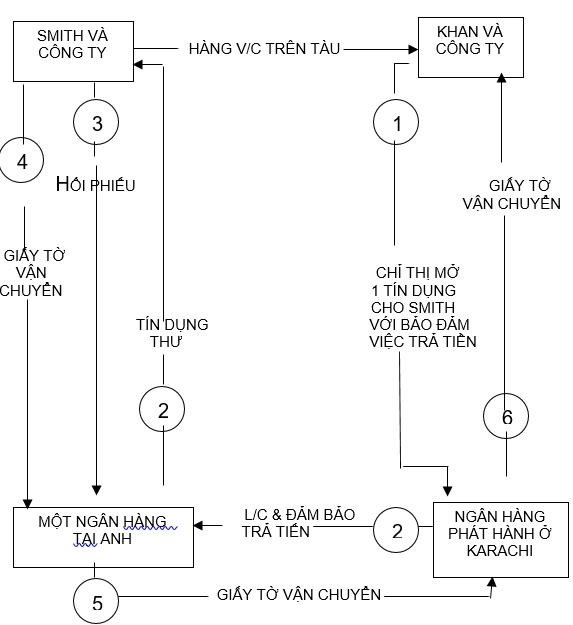 SMITH VÀ
CÔNG TY
HÀNG V/C TRÊN TÀU
KHAN VÀ
CÔNG TY
3
1
4
HỐI PHIẾU
GIẤY TỜ
VẬN CHUYỂN
GIẤY TỜ
VẬN
CHUYỂN
CHỈ THỊ MỞ
1 TÍN DỤNG
CHO SMITH
VỚI BẢO ĐẢM
VIỆC TRẢ TIỀN
TÍN DỤNG
THƯ
2
6
MỘT NGÂN HÀNG
TẠI ANH
L/C & ĐẢM BẢO
TRẢ TIỀN
2
NGÂN HÀNG
PHÁT HÀNH Ở
KARACHI
5
GIẤY TỜ VẬN CHUYỂN